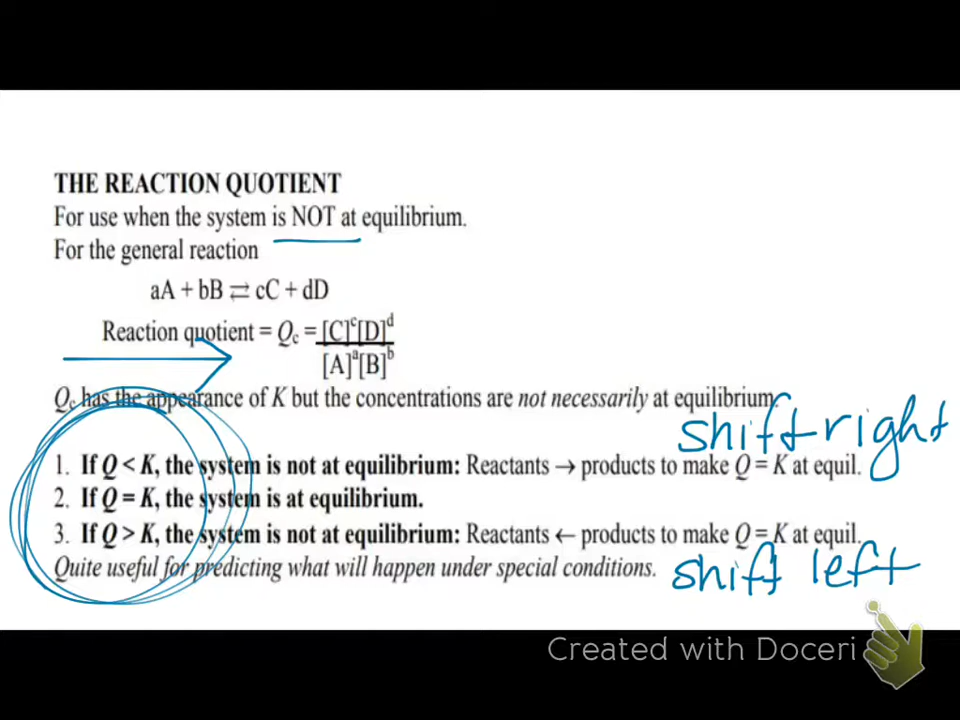 THE REACTION QUOTIENT
For use when the system is NOT at equilibrium.
For the general reaction
aA + bB ⇄ cC + dD
Reaction quotient = Qc = [C]^c[D]^d
[A]^a[B]^b
Qc has the appearance of K but the concentrations are not necessarily at equilibrium.
shift right
1. If Q < K, the system is not at equilibrium: Reactants → products to make Q = K at equil.
2. If Q = K, the system is at equilibrium.
3. If Q > K, the system is not at equilibrium: Reactants ← products to make Q = K at equil.
Quite useful for predicting what will happen under special conditions.
shift left
Created with Doceri